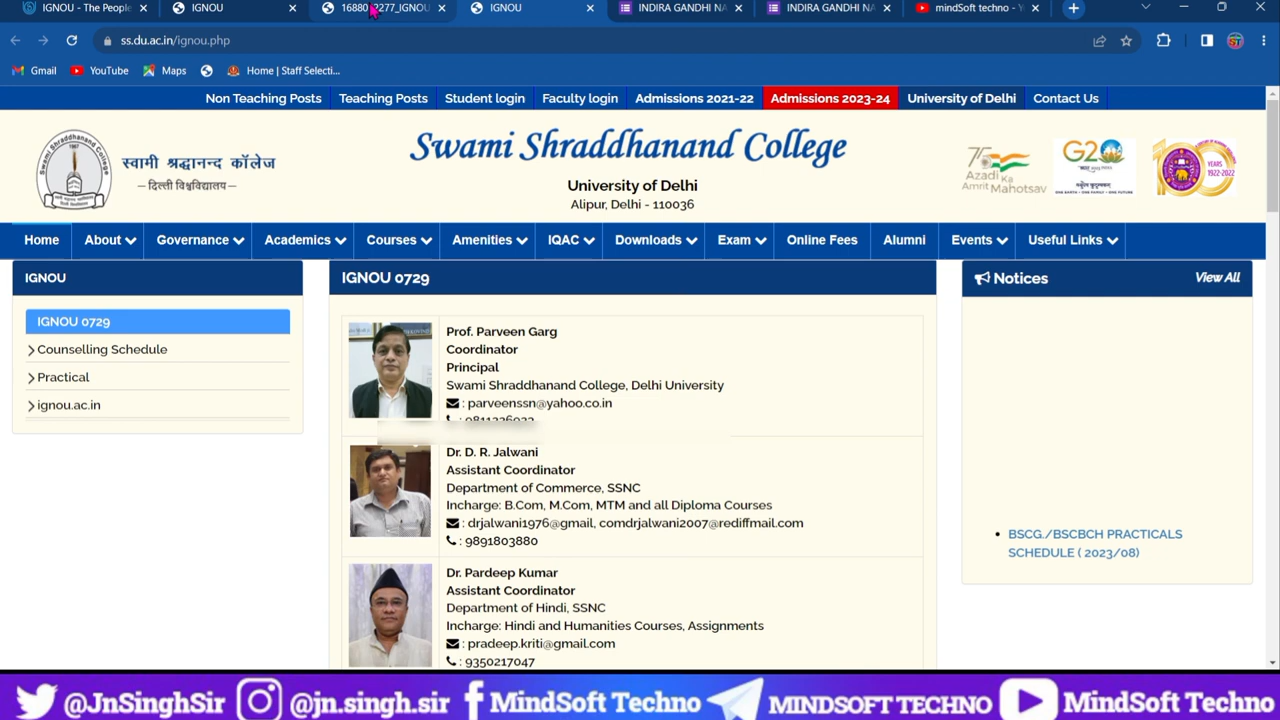 IGNOU - The People
IGNOU
IGNOU
INDIRA GANDHI NA
INDIRA GANDHI NA
mindSoft techno - Y
ss.du.ac.in/ignou.php
Gmail
YouTube
Maps
Home | Staff Selecti...
Non Teaching Posts
Teaching Posts
Student login
Faculty login
Admissions 2021-22
Admissions 2023-24
University of Delhi
Contact Us
स्वामी श्रद्धानन्द कॉलेज
–दिल्ली विश्वविद्यालय–
Swami Shraddhanand College
University of Delhi
Alipur, Delhi - 110036
75
Azadi Ka
Amrit Mahotsav
G20
YEARS
1922-2022
Home
About
Governance
Academics
Courses
Amenities
IQAC
Downloads
Exam
Online Fees
Alumni
Events
Useful Links
IGNOU
IGNOU 0729
Counselling Schedule
Practical
ignou.ac.in
IGNOU 0729
Prof. Parveen Garg
Coordinator
Principal
Swami Shraddhanand College, Delhi University
: parveenssn@yahoo.co.in
Dr. D. R. Jalwani
Assistant Coordinator
Department of Commerce, SSNC
Incharge: B.Com, M.Com, MTM and all Diploma Courses
: drjalwani1976@gmail, comdrjalwani2007@rediffmail.com
: 9891803880
Dr. Pardeep Kumar
Assistant Coordinator
Department of Hindi, SSNC
Incharge: Hindi and Humanities Courses, Assignments
: pradeep.kriti@gmail.com
: 9350217047
Notices
View All
BSCG./BSCBCH PRACTICALS
SCHEDULE ( 2023/08)
@JnSinghSir
@jn.singh.sir
MindSoft Techno
MINDSOFT TECHNO
MindSoft Techno